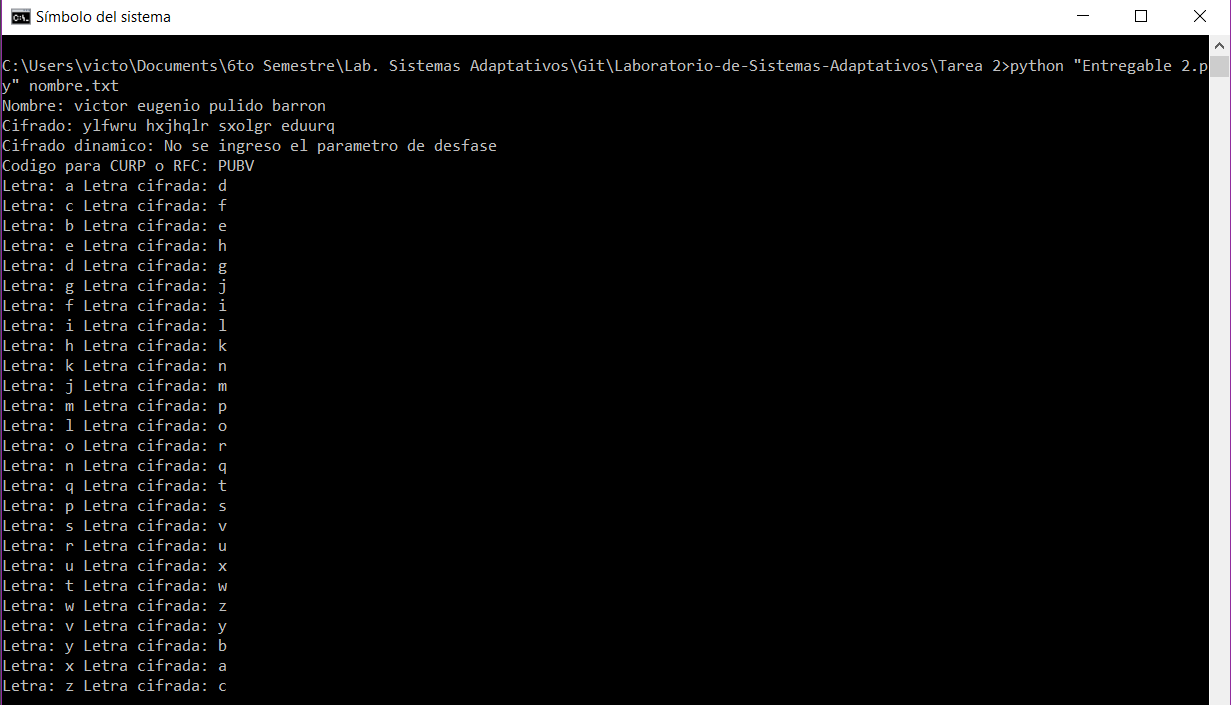 Símbolo del sistema
C:\Users\victo\Documents\6to Semestre\Lab. Sistemas Adaptativos\Git\Laboratorio-de-Sistemas-Adaptativos\Tarea 2>python "Entregable 2.p
y" nombre.txt
Nombre: victor eugenio pulido barron
Cifrado: ylfwru hxjhqlr sxolgr eduurq
Cifrado dinamico: No se ingreso el parametro de desfase
Codigo para CURP o RFC: PUBV
Letra: a Letra cifrada: d
Letra: c Letra cifrada: f
Letra: b Letra cifrada: e
Letra: e Letra cifrada: h
Letra: d Letra cifrada: g
Letra: g Letra cifrada: j
Letra: f Letra cifrada: i
Letra: i Letra cifrada: l
Letra: h Letra cifrada: k
Letra: k Letra cifrada: n
Letra: j Letra cifrada: m
Letra: m Letra cifrada: p
Letra: l Letra cifrada: o
Letra: o Letra cifrada: r
Letra: n Letra cifrada: q
Letra: q Letra cifrada: t
Letra: p Letra cifrada: s
Letra: s Letra cifrada: v
Letra: r Letra cifrada: u
Letra: u Letra cifrada: x
Letra: t Letra cifrada: w
Letra: w Letra cifrada: z
Letra: v Letra cifrada: y
Letra: y Letra cifrada: b
Letra: x Letra cifrada: a
Letra: z Letra cifrada: c